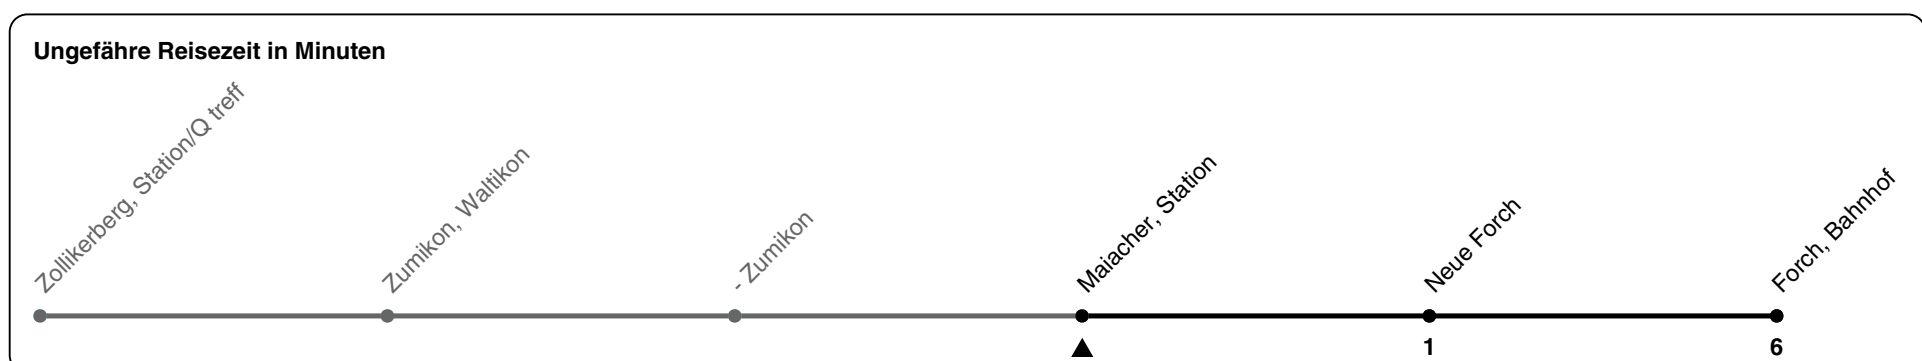 Ungefähre Reisezeit in Minuten
Zollikerberg, Station/Q treff
Zumikon, Waltikon
- Zumikon
Maiacher, Station
Neue Forch
Forch, Bahnhof
1
6